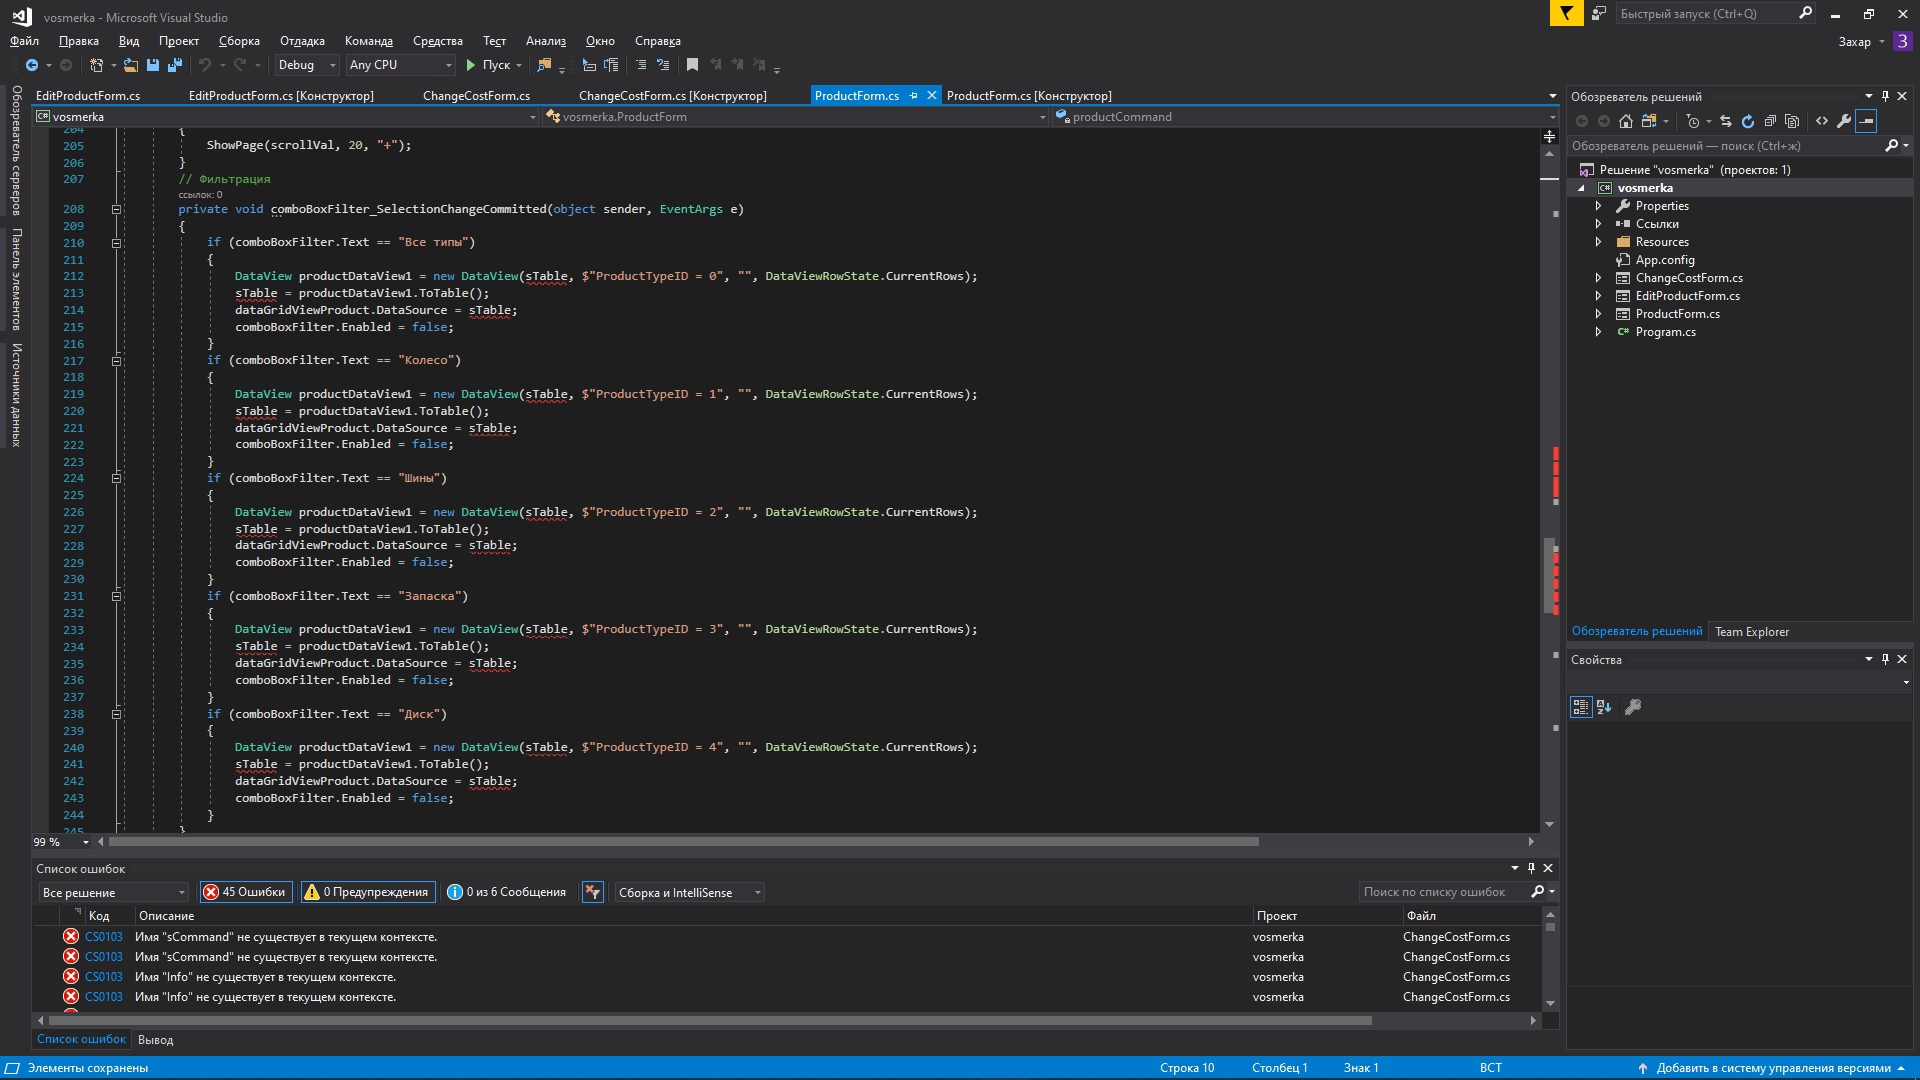 vosmerka - Microsoft Visual Studio
Быстрый запуск (Ctrl+Q)
Файл Правка Вид Проект Сборка Отладка Команда Средства Тест Анализ Окно Справка
Захар З
Debug Any CPU Пуск
Обозреватель серверов
Панель элементов
Источники данных
EditProductForm.cs EditProductForm.cs [Конструктор] ChangeCostForm.cs ChangeCostForm.cs [Конструктор] ProductForm.cs ProductForm.cs [Конструктор]
vosmerka vosmerka.ProductForm productCommand
204 {
205 ShowPage(scrollVal, 20, "+");
206 }
207 // Фильтрация
ссылок: 0
208 private void comboBoxFilter_SelectionChangeCommitted(object sender, EventArgs e)
209 {
210 if (comboBoxFilter.Text == "Все типы")
211 {
212 DataView productDataView1 = new DataView(sTable, $"ProductTypeID = 0", "", DataViewRowState.CurrentRows);
213 sTable = productDataView1.ToTable();
214 dataGridViewProduct.DataSource = sTable;
215 comboBoxFilter.Enabled = false;
216 }
217 if (comboBoxFilter.Text == "Колесо")
218 {
219 DataView productDataView1 = new DataView(sTable, $"ProductTypeID = 1", "", DataViewRowState.CurrentRows);
220 sTable = productDataView1.ToTable();
221 dataGridViewProduct.DataSource = sTable;
222 comboBoxFilter.Enabled = false;
223 }
224 if (comboBoxFilter.Text == "Шины")
225 {
226 DataView productDataView1 = new DataView(sTable, $"ProductTypeID = 2", "", DataViewRowState.CurrentRows);
227 sTable = productDataView1.ToTable();
228 dataGridViewProduct.DataSource = sTable;
229 comboBoxFilter.Enabled = false;
230 }
231 if (comboBoxFilter.Text == "Запаска")
232 {
233 DataView productDataView1 = new DataView(sTable, $"ProductTypeID = 3", "", DataViewRowState.CurrentRows);
234 sTable = productDataView1.ToTable();
235 dataGridViewProduct.DataSource = sTable;
236 comboBoxFilter.Enabled = false;
237 }
238 if (comboBoxFilter.Text == "Диск")
239 {
240 DataView productDataView1 = new DataView(sTable, $"ProductTypeID = 4", "", DataViewRowState.CurrentRows);
241 sTable = productDataView1.ToTable();
242 dataGridViewProduct.DataSource = sTable;
243 comboBoxFilter.Enabled = false;
244 }
245 }
99 %
Обозреватель решений
Обозреватель решений — поиск (Ctrl+ж)
Решение "vosmerka" (проектов: 1)
vosmerka
Properties
Ссылки
Resources
App.config
ChangeCostForm.cs
EditProductForm.cs
ProductForm.cs
Program.cs
Обозреватель решений Team Explorer
Свойства
Список ошибок
Все решение 45 Ошибки 0 Предупреждения 0 из 6 Сообщения Сборка и IntelliSense Поиск по списку ошибок
Код Описание Проект Файл
CS0103 Имя "sCommand" не существует в текущем контексте. vosmerka ChangeCostForm.cs
CS0103 Имя "sCommand" не существует в текущем контексте. vosmerka ChangeCostForm.cs
CS0103 Имя "Info" не существует в текущем контексте. vosmerka ChangeCostForm.cs
CS0103 Имя "Info" не существует в текущем контексте. vosmerka ChangeCostForm.cs
Список ошибок Вывод
Элементы сохранены Строка 10 Столбец 1 Знак 1 ВСТ Добавить в систему управления версиями